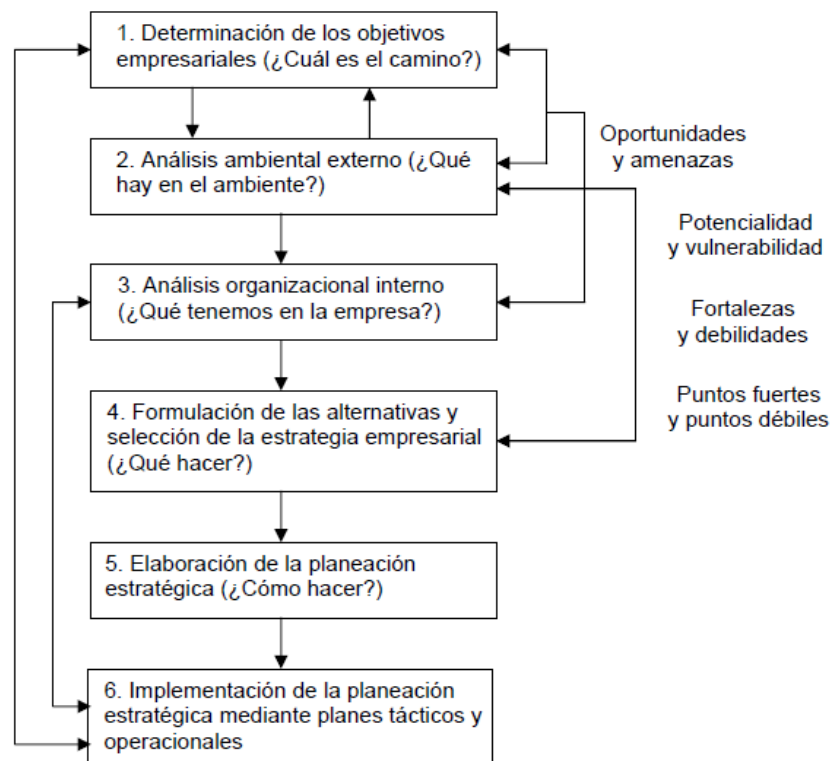 1. Determinación de los objetivos
empresariales (¿Cuál es el camino?)
Oportunidades
y amenazas
2. Análisis ambiental externo (¿Qué
hay en el ambiente?)
Potencialidad
y vulnerabilidad
3. Análisis organizacional interno
(¿Qué tenemos en la empresa?)
Fortalezas
y debilidades
4. Formulación de las alternativas y
selección de la estrategia empresarial
(¿Qué hacer?)
Puntos fuertes
y puntos débiles
5. Elaboración de la planeación
estratégica (¿Cómo hacer?)
6. Implementación de la planeación
estratégica mediante planes tácticos y
operacionales